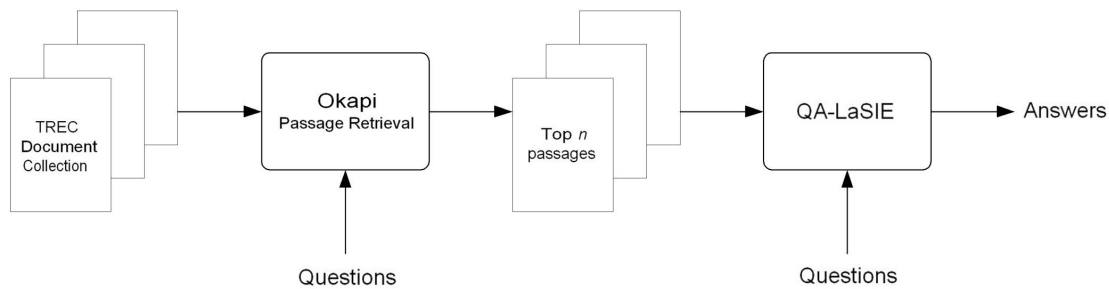 TREC
Document
Collection
Okapi
Passage Retrieval
Top n
passages
QA-LaSIE
Answers
Questions
Questions